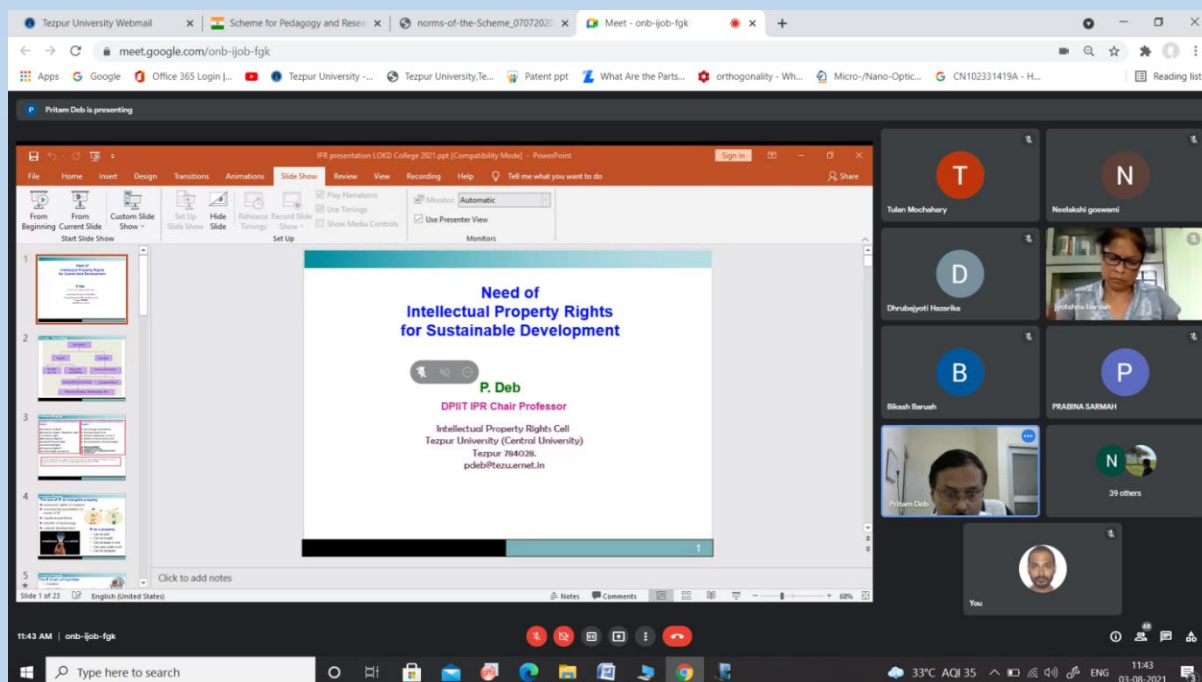 Tezpur University Webmail
Scheme for Pedagogy and Resea
norms-of-the-Scheme_07072020
Meet - onb-ijob-fgk
meet.google.com/onb-ijob-fgk
Apps Google Office 365 Login |... Tezpur University -... Tezpur University,Te... Patent ppt What Are the Parts... orthogonality - Wh... Micro-/Nano-Optic... CN102331419A - H... Reading list
P Pritam Deb is presenting
IPR presentation LOKD College 2021.ppt [Compatibility Mode] - PowerPoint Sign in
File Home Insert Design Transitions Animations Slide Show Review View Recording Help Tell me what you want to do Share
From Beginning
From Current Slide
Custom Slide Show
Set Up Slide Show
Hide Slide
Rehearse Timings
Record Slide Show
Play Narrations
Use Timings
Show Media Controls
Monitor: Automatic
Use Presenter View
Start Slide Show Set Up Monitors
1
2
3
4
5
Need of
Intellectual Property Rights
for Sustainable Development
P. Deb
DPIIT IPR Chair Professor
Intellectual Property Rights Cell
Tezpur University (Central University)
Tezpur 784028.
pdeb@tezu.ernet.in
1
Click to add notes
Slide 1 of 23 English (United States) Notes Comments 68%
T
Tulan Mochahary
N
Neelakshi goswami
D
Dhrubajyoti Hazarika
jyotshna baruah
B
Bikash Baruah
P
PRABINA SARMAH
Pritam Deb
N
39 others
You
11:43 AM | onb-ijob-fgk
48
Type here to search
33°C AQI 35 ENG 11:43
03-08-2021
3